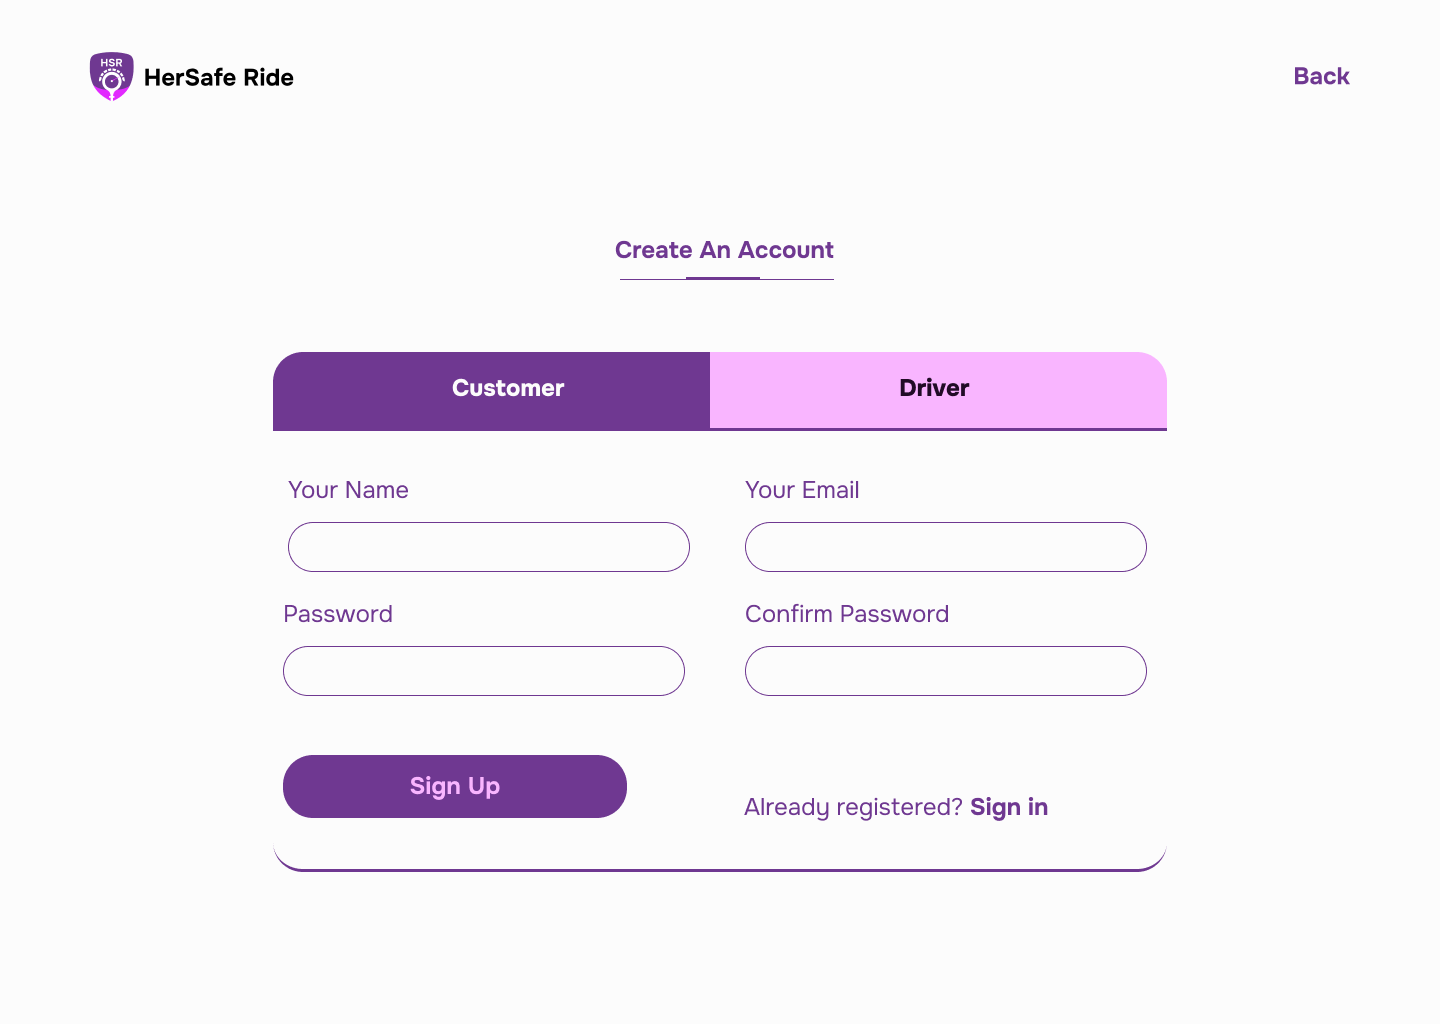 HSR
HerSafe Ride
Back
Create An Account
Customer
Driver
Your Name
Your Email
Password
Confirm Password
Sign Up
Already registered? Sign in